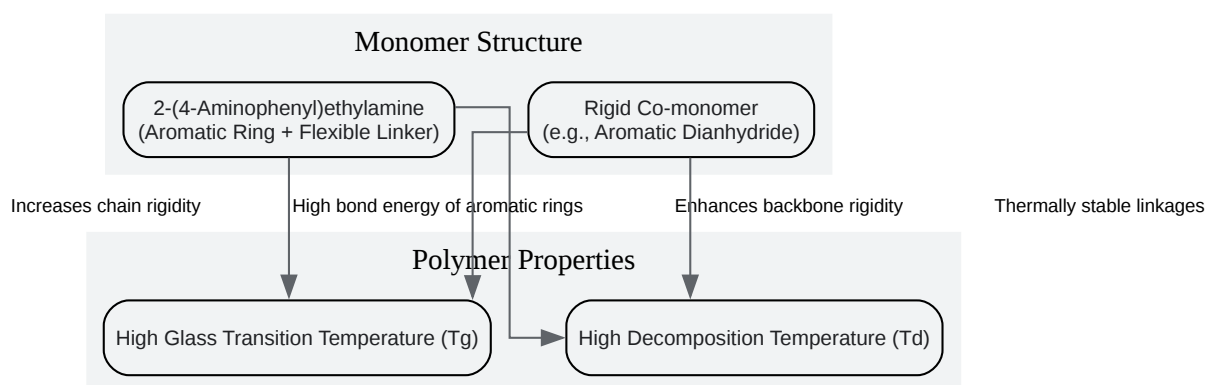 Monomer Structure
2-(4-Aminophenyl)ethylamine
(Aromatic Ring + Flexible Linker)
Rigid Co-monomer
(e.g., Aromatic Dianhydride)
Increases chain rigidity
High bond energy of aromatic rings
Enhances backbone rigidity
Thermally stable linkages
Polymer Properties
High Glass Transition Temperature (Tg)
High Decomposition Temperature (Td)